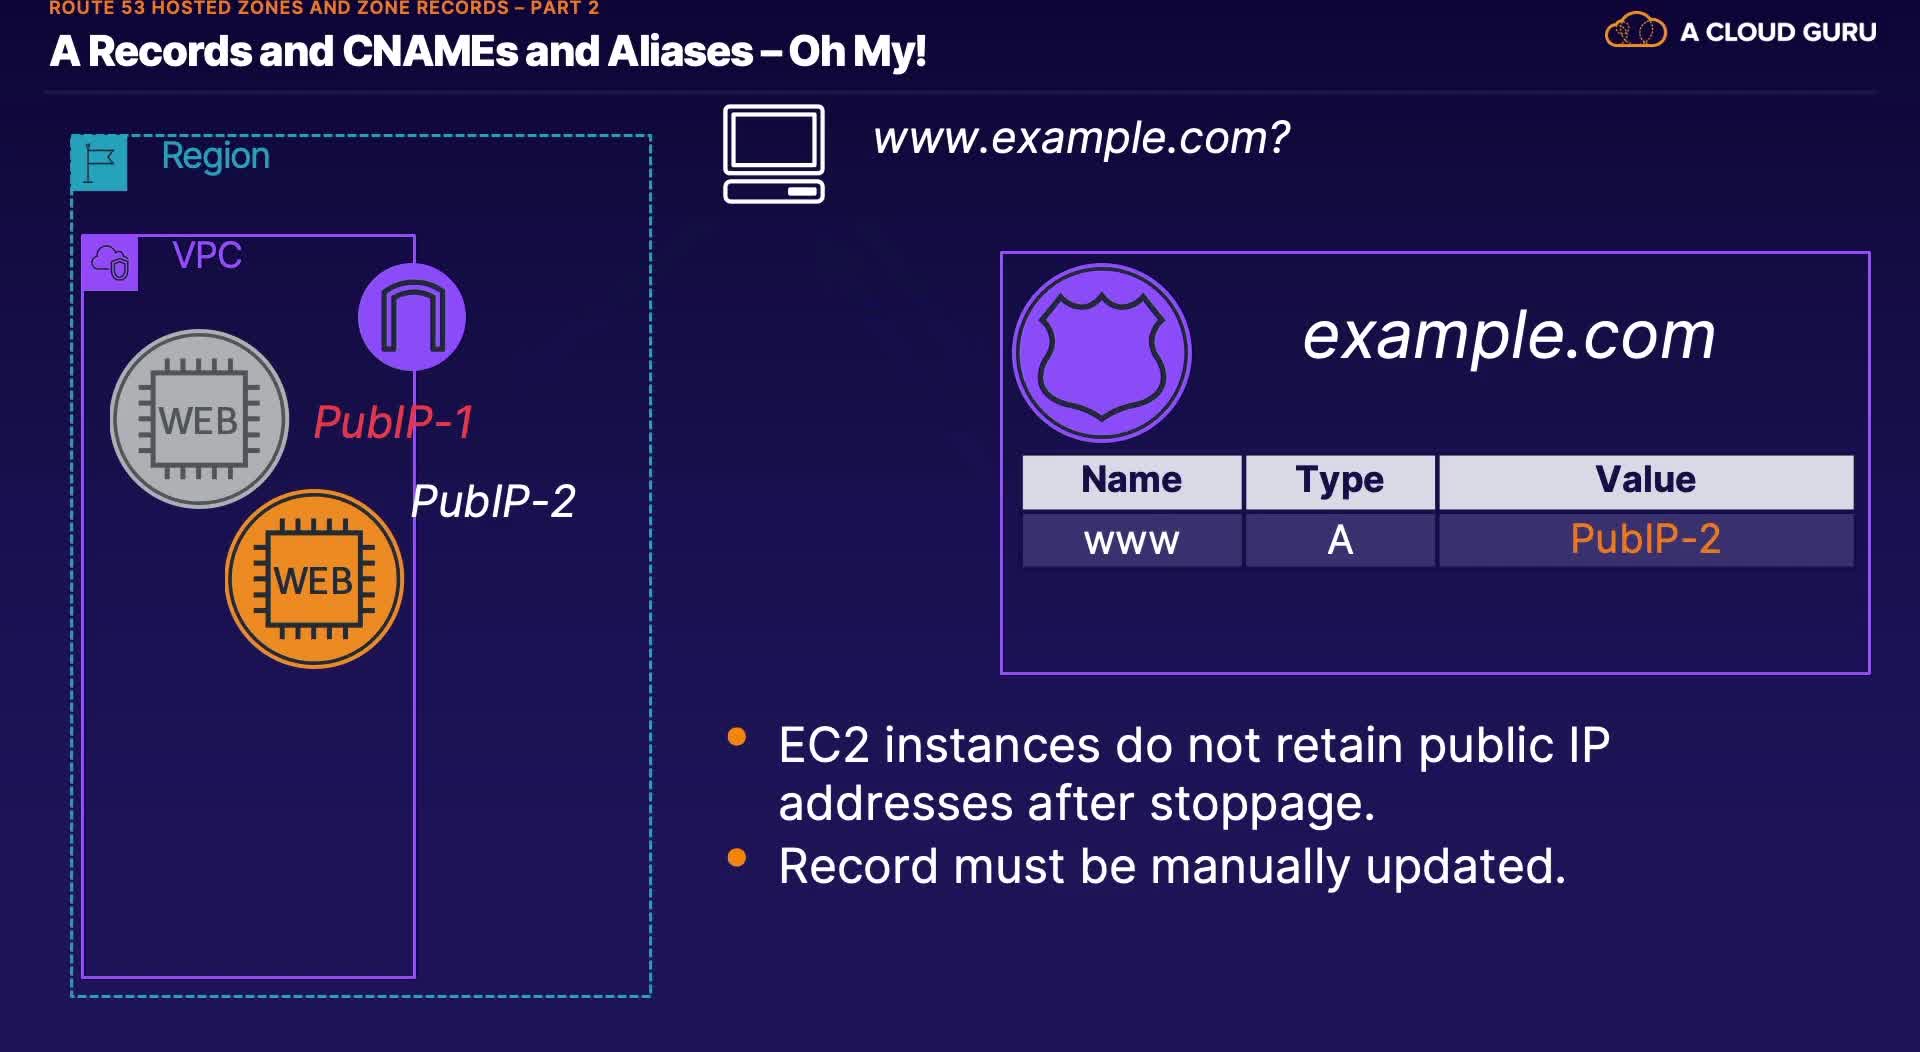 ROUTE 53 HOSTED ZONES AND ZONE RECORDS – PART 2
A Records and CNAMEs and Aliases – Oh My!
A CLOUD GURU
Region
VPC
WEB
PubIP-1
PubIP-2
WEB
www.example.com?
example.com
Name Type Value
www A PubIP-2
EC2 instances do not retain public IP
addresses after stoppage.
Record must be manually updated.